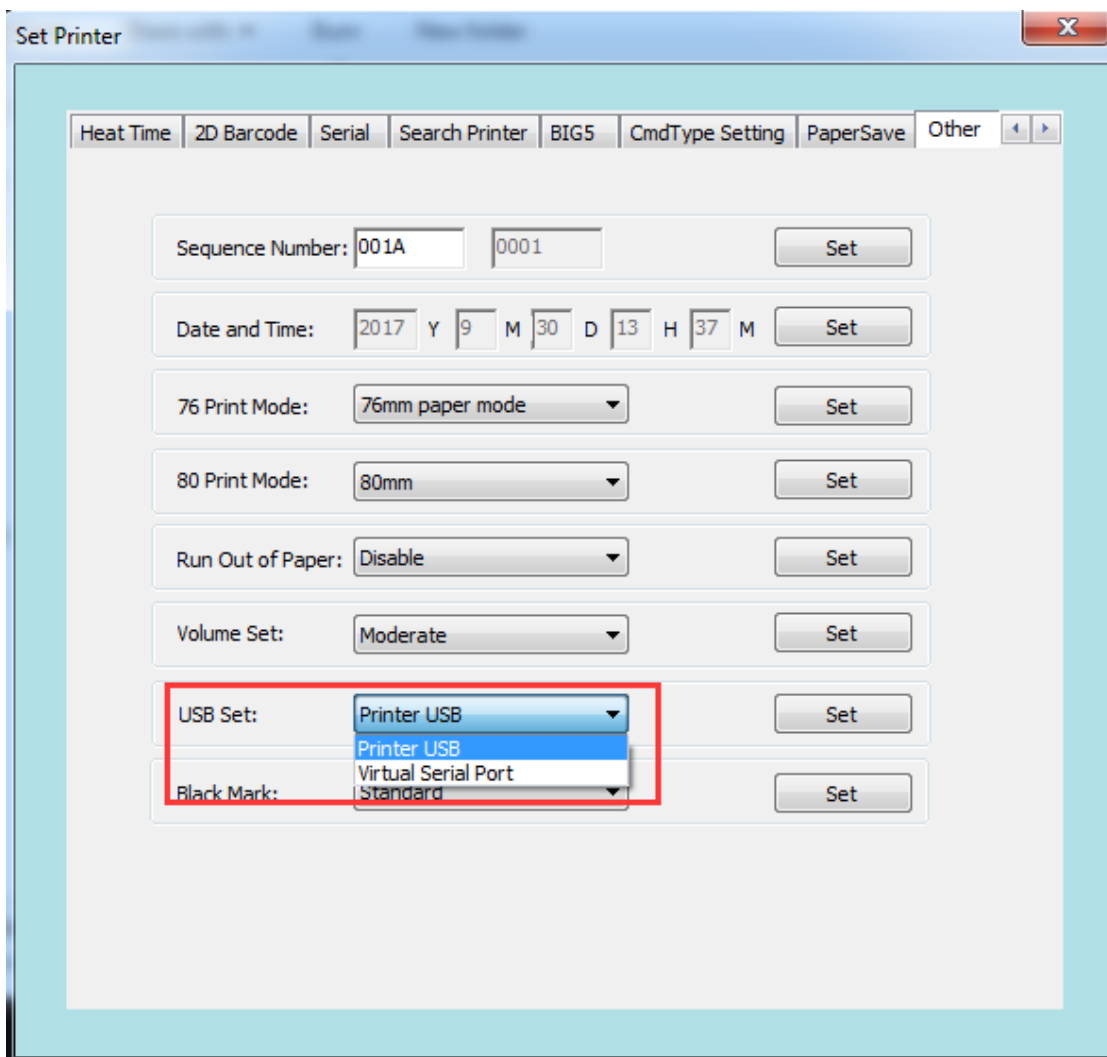 Set Printer
Heat Time 2D Barcode Serial Search Printer BIG5 CmdType Setting PaperSave Other
Sequence Number: 001A 0001 Set
Date and Time: 2017 Y 9 M 30 D 13 H 37 M Set
76 Print Mode: 76mm paper mode Set
80 Print Mode: 80mm Set
Run Out of Paper: Disable Set
Volume Set: Moderate Set
USB Set: Printer USB Set
Printer USB
Virtual Serial Port
Black Mark: Standard Set